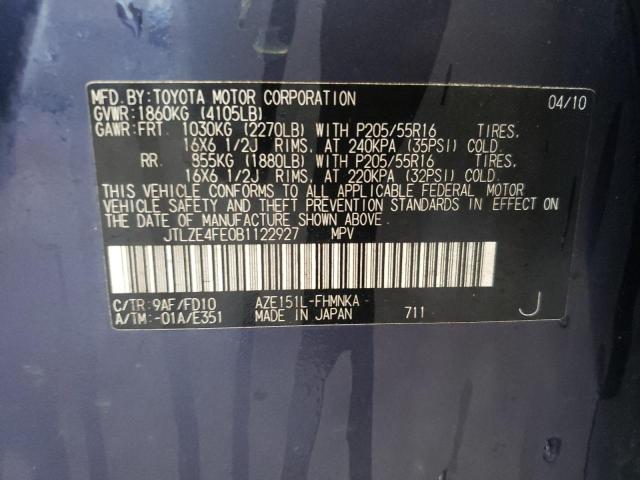 MFD. BY: TOYOTA MOTOR CORPORATION 04/10
GVWR: 1860KG (4105LB)
GAWR: FRT. 1030KG (2270LB) WITH P205/55R16 TIRES,
16X6 1/2J RIMS, AT 240KPA (35PSI) COLD.
RR. 855KG (1880LB) WITH P205/55R16 TIRES,
16X6 1/2J RIMS, AT 220KPA (32PSI) COLD.
THIS VEHICLE CONFORMS TO ALL APPLICABLE FEDERAL MOTOR
VEHICLE SAFETY AND THEFT PREVENTION STANDARDS IN EFFECT
ON THE DATE OF MANUFACTURE SHOWN ABOVE.
JTLZE4FE0B1122927 MPV
C/TR: 9AF/FD10 AZE151L-FHMNKA
A/TM: -01A/E351 MADE IN JAPAN 711 J